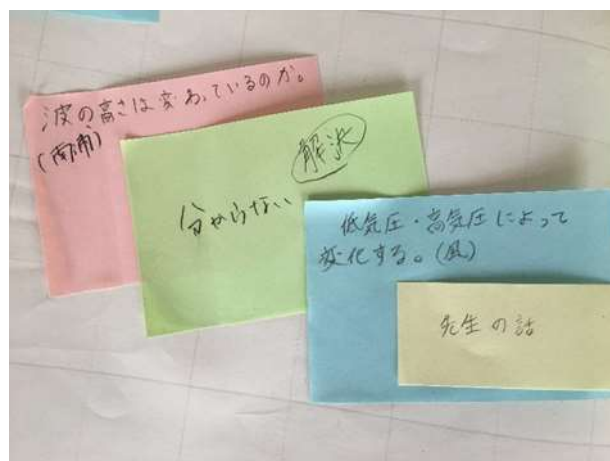 波の高さは変わっているのか。
解決
分からない
低気圧・高気圧によって
変化する。(風)
先生の話